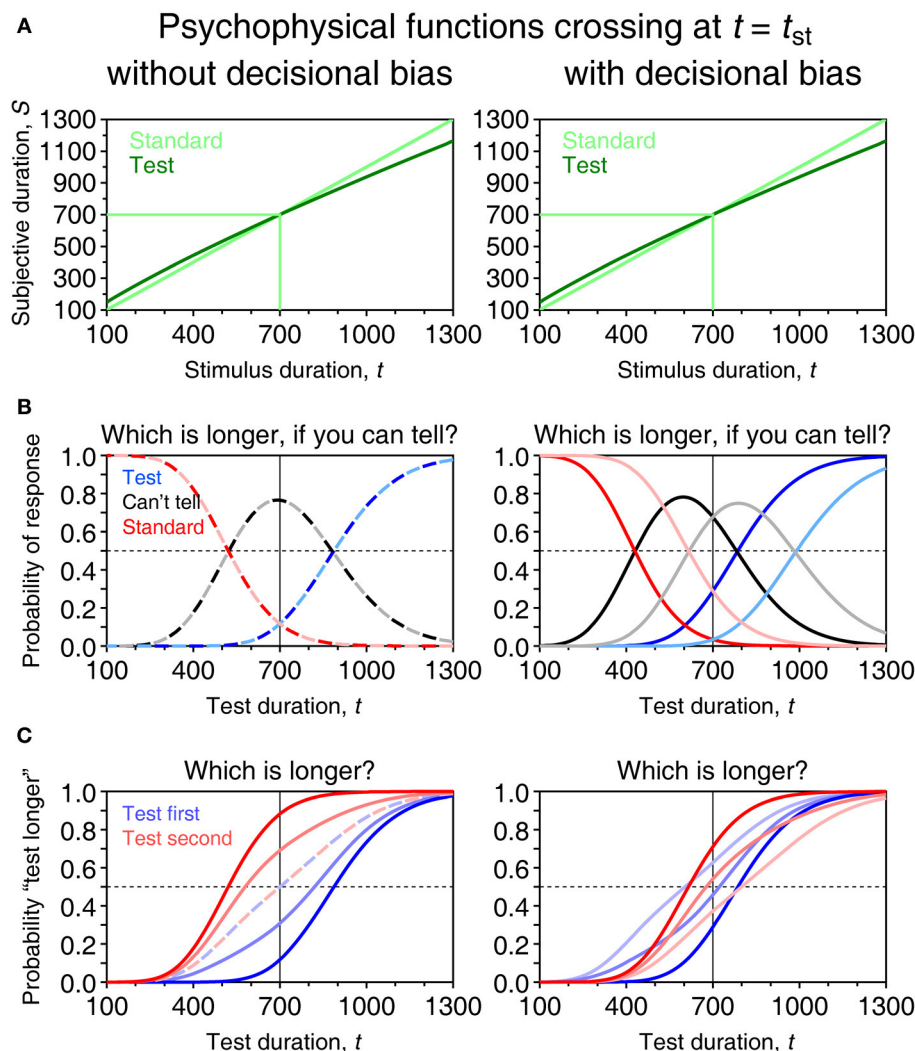 A
Psychophysical functions crossing at t = tst
without decisional bias
with decisional bias
Subjective duration, S
1300
1100
900
700
500
300
100
Standard
Test
100 400 700 1000 1300
Stimulus duration, t
1300
1100
900
700
500
300
100
Standard
Test
100 400 700 1000 1300
Stimulus duration, t
B
Which is longer, if you can tell?
Probability of response
1.0
0.8
0.6
0.4
0.2
0.0
Test
Can't tell
Standard
100 400 700 1000 1300
Test duration, t
Which is longer, if you can tell?
1.0
0.8
0.6
0.4
0.2
0.0
100 400 700 1000 1300
Test duration, t
C
Which is longer?
Probability “test longer”
1.0
0.8
0.6
0.4
0.2
0.0
Test first
Test second
100 400 700 1000 1300
Test duration, t
Which is longer?
1.0
0.8
0.6
0.4
0.2
0.0
100 400 700 1000 1300
Test duration, t